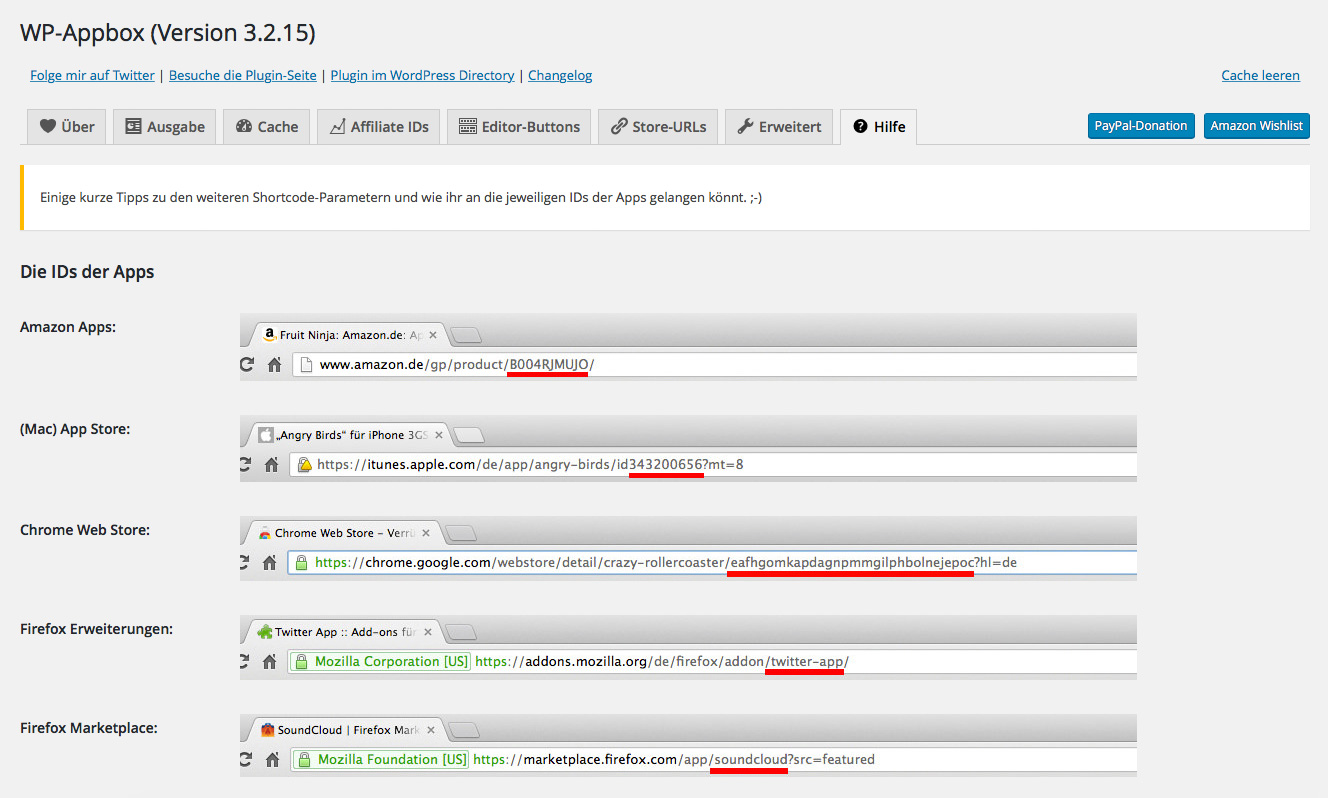 WP-Appbox (Version 3.2.15)
Folge mir auf Twitter | Besuche die Plugin-Seite | Plugin im WordPress Directory | Changelog
Cache leeren
Über
Ausgabe
Cache
Affiliate IDs
Editor-Buttons
Store-URLs
Erweitert
Hilfe
PayPal-Donation
Amazon Wishlist
Einige kurze Tipps zu den weiteren Shortcode-Parametern und wie ihr an die jeweiligen IDs der Apps gelangen könnt. ;-)
Die IDs der Apps
Amazon Apps:
Fruit Ninja: Amazon.de: Ap
www.amazon.de/gp/product/B004RJMUJO/
(Mac) App Store:
„Angry Birds“ für iPhone 3GS
https://itunes.apple.com/de/app/angry-birds/id343200656?mt=8
Chrome Web Store:
Chrome Web Store – Verrü
https://chrome.google.com/webstore/detail/crazy-rollercoaster/eafhgomkapdagnpmmgilphbolnejepoc?hl=de
Firefox Erweiterungen:
Twitter App :: Add-ons für
Mozilla Corporation [US] https://addons.mozilla.org/de/firefox/addon/twitter-app/
Firefox Marketplace:
SoundCloud | Firefox Mark
Mozilla Foundation [US] https://marketplace.firefox.com/app/soundcloud?src=featured